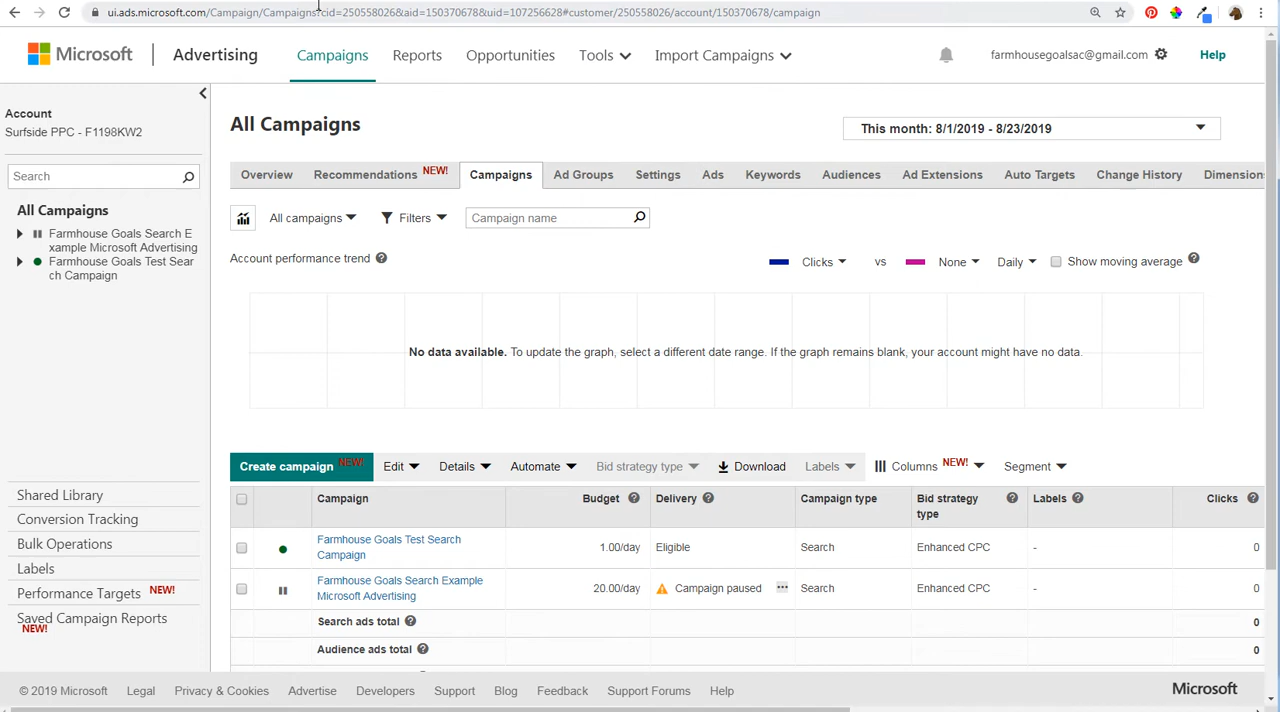 ui.ads.microsoft.com/Campaign/Campaigns?cid=250558026&aid=150370678&uid=107256628#customer/250558026/account/150370678/campaign
Microsoft | Advertising Campaigns Reports Opportunities Tools Import Campaigns farmhousegoalsac@gmail.com Help
Account
Surfside PPC - F1198KW2
Search
All Campaigns
Farmhouse Goals Search E
xample Microsoft Advertising
Farmhouse Goals Test Sear
ch Campaign
Shared Library
Conversion Tracking
Bulk Operations
Labels
Performance Targets NEW!
Saved Campaign Reports
NEW!
All Campaigns
This month: 8/1/2019 - 8/23/2019
Overview Recommendations NEW! Campaigns Ad Groups Settings Ads Keywords Audiences Ad Extensions Auto Targets Change History Dimension
All campaigns Filters Campaign name
Account performance trend ? Clicks vs None Daily Show moving average ?
No data available. To update the graph, select a different date range. If the graph remains blank, your account might have no data.
Create campaign NEW! Edit Details Automate Bid strategy type Download Labels Columns NEW! Segment
Campaign Budget ? Delivery ? Campaign type Bid strategy type ? Labels ? Clicks ?
Farmhouse Goals Test Search Campaign 1.00/day Eligible Search Enhanced CPC - 0
Farmhouse Goals Search Example Microsoft Advertising 20.00/day Campaign paused ... Search Enhanced CPC - 0
Search ads total ? 0
Audience ads total ? 0
© 2019 Microsoft Legal Privacy & Cookies Advertise Developers Support Blog Feedback Support Forums Help Microsoft